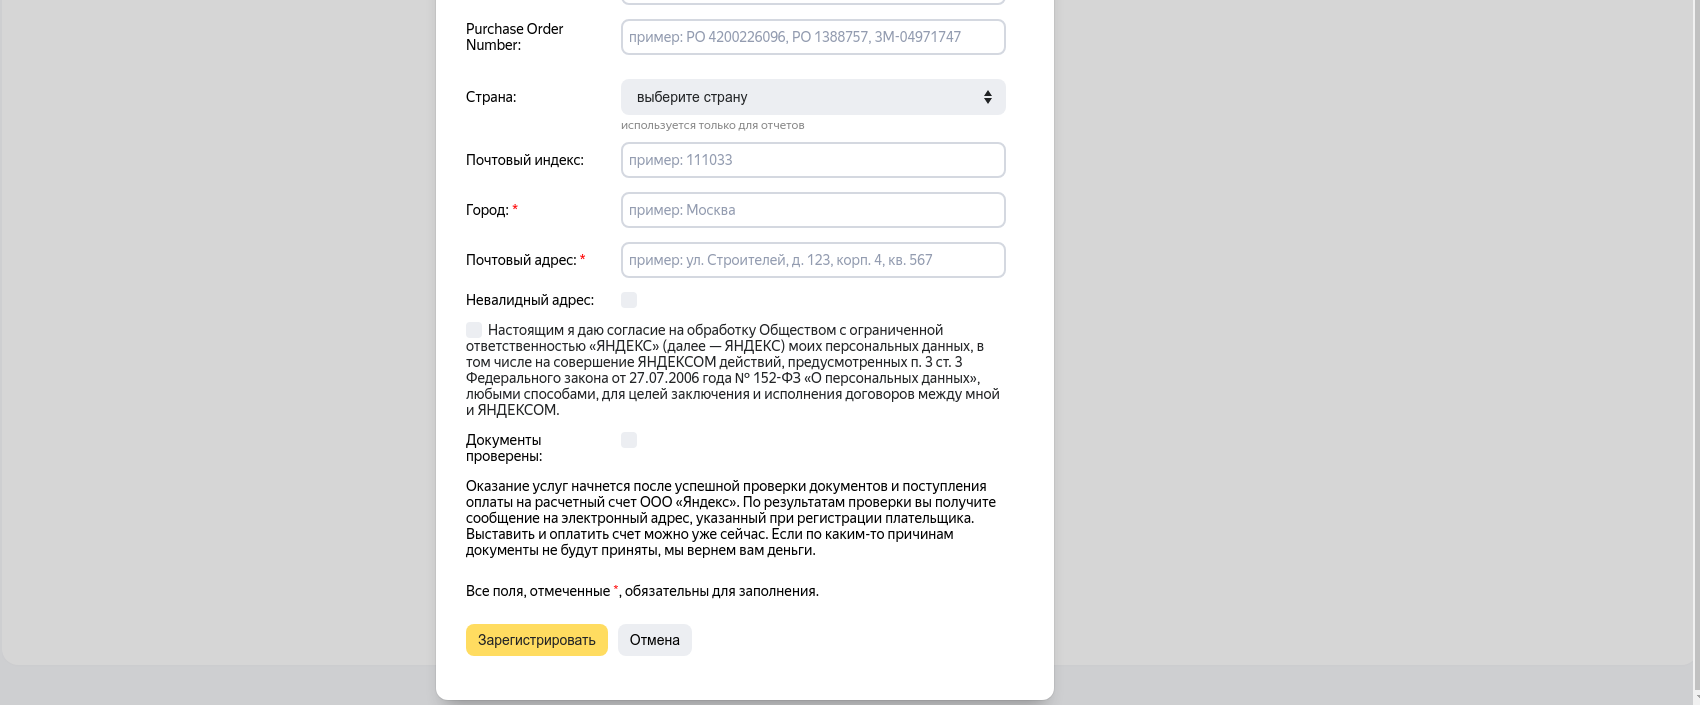 Purchase Order
Number:
пример: PO 4200226096, PO 1388757, 3M-04971747
Страна:
выберите страну
используется только для отчетов
Почтовый индекс:
пример: 111033
Город: *
пример: Москва
Почтовый адрес: *
пример: ул. Строителей, д. 123, корп. 4, кв. 567
Невалидный адрес:
Настоящим я даю согласие на обработку Обществом с ограниченной
ответственностью «ЯНДЕКС» (далее — ЯНДЕКС) моих персональных данных, в
том числе на совершение ЯНДЕКСОМ действий, предусмотренных п. 3 ст. 3
Федерального закона от 27.07.2006 года № 152-ФЗ «О персональных данных»,
любыми способами, для целей заключения и исполнения договоров между мной
и ЯНДЕКСОМ.
Документы
проверены:
Оказание услуг начнется после успешной проверки документов и поступления
оплаты на расчетный счет ООО «Яндекс». По результатам проверки вы получите
сообщение на электронный адрес, указанный при регистрации плательщика.
Выставить и оплатить счет можно уже сейчас. Если по каким-то причинам
документы не будут приняты, мы вернем вам деньги.
Все поля, отмеченные *, обязательны для заполнения.
Зарегистрировать
Отмена